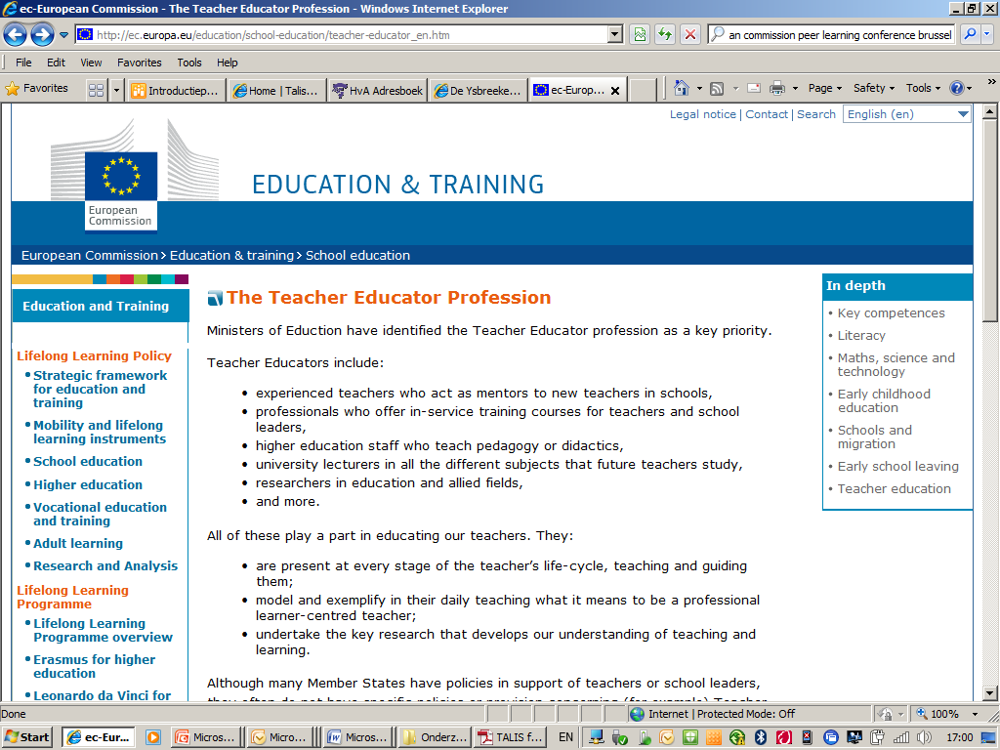 ec-European Commission - The Teacher Educator Profession - Windows Internet Explorer
http://ec.europa.eu/education/school-education/teacher-educator_en.htm
an commission peer learning conference brussel
File Edit View Favorites Tools Help
Favorites
Introductiep...
Home | Talis...
HvA Adresboek
De Ysbreeke...
ec-Europ...
Page Safety Tools
Legal notice | Contact | Search
English (en)
European
Commission
EDUCATION & TRAINING
European Commission > Education & training > School education
Education and Training
Lifelong Learning Policy
• Strategic framework
for education and
training
• Mobility and lifelong
learning instruments
• School education
• Higher education
• Vocational education
and training
• Adult learning
• Research and Analysis
Lifelong Learning
Programme
• Lifelong Learning
Programme overview
• Erasmus for higher
education
• Leonardo da Vinci for
The Teacher Educator Profession
Ministers of Eduction have identified the Teacher Educator profession as a key priority.
Teacher Educators include:
• experienced teachers who act as mentors to new teachers in schools,
• professionals who offer in-service training courses for teachers and school
leaders,
• higher education staff who teach pedagogy or didactics,
• university lecturers in all the different subjects that future teachers study,
• researchers in education and allied fields,
• and more.
All of these play a part in educating our teachers. They:
• are present at every stage of the teacher's life-cycle, teaching and guiding
them;
• model and exemplify in their daily teaching what it means to be a professional
learner-centred teacher;
• undertake the key research that develops our understanding of teaching and
learning.
Although many Member States have policies in support of teachers or school leaders,
they often do not have specific policies or provision concerning (for example) Teacher
In depth
• Key competences
• Literacy
• Maths, science and
technology
• Early childhood
education
• Schools and
migration
• Early school leaving
• Teacher education
Done
Internet | Protected Mode: Off
100%
Start
ec-Eur...
Micros...
Micro...
Micros...
Onderz...
TALIS f...
EN
17:00